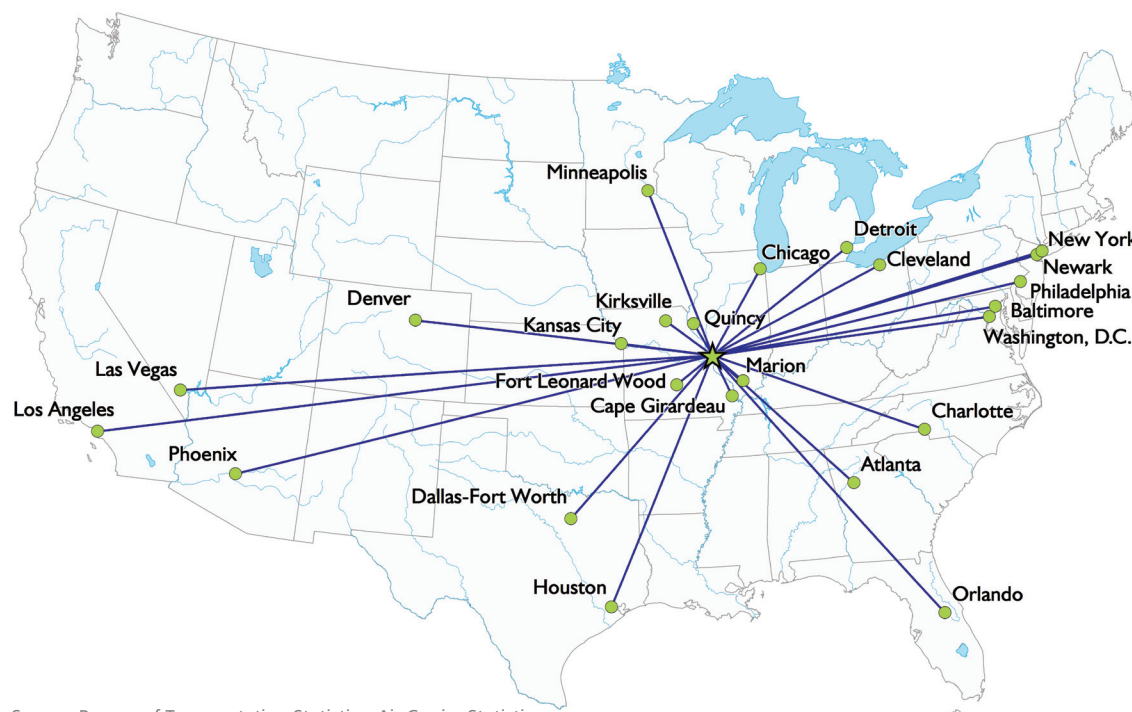 Minneapolis
Detroit
New York
Chicago
Cleveland
Newark
Denver
Kirksville
Philadelphia
Quincy
Baltimore
Kansas City
Washington, D.C.
Las Vegas
Marion
Fort Leonard Wood
Cape Girardeau
Los Angeles
Charlotte
Phoenix
Atlanta
Dallas-Fort Worth
Houston
Orlando